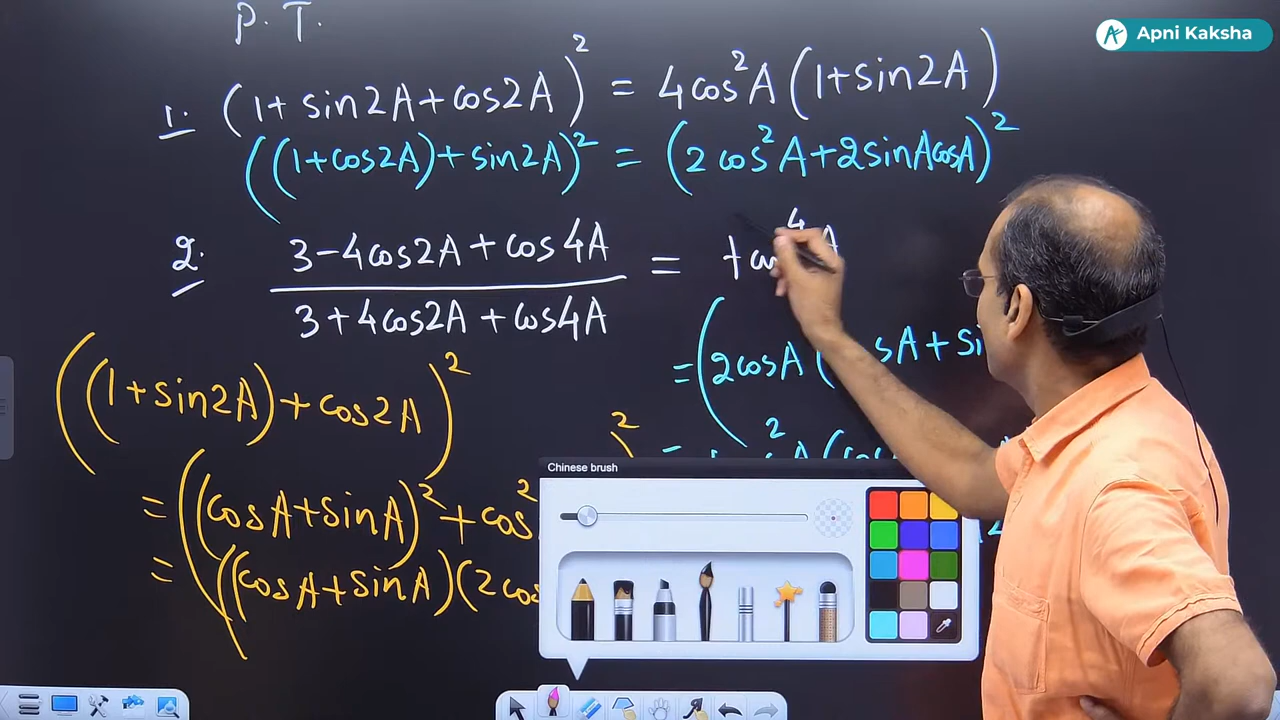 P. T.
Apni Kaksha
1. (1+ sin2A+cos2A)² = 4cos²A(1+sin2A)
((1+cos2A)+sin2A)² = (2cos²A+2sinAcosA)²
2. 3-4cos2A+cos4A = tan⁴A
3+4cos2A+cos4A
=(2cosA(
sA+
((1+sin2A)+cos2A)²
= ((cosA+sinA)²+cos²
= ((cosA+sinA)(2cos
Chinese brush